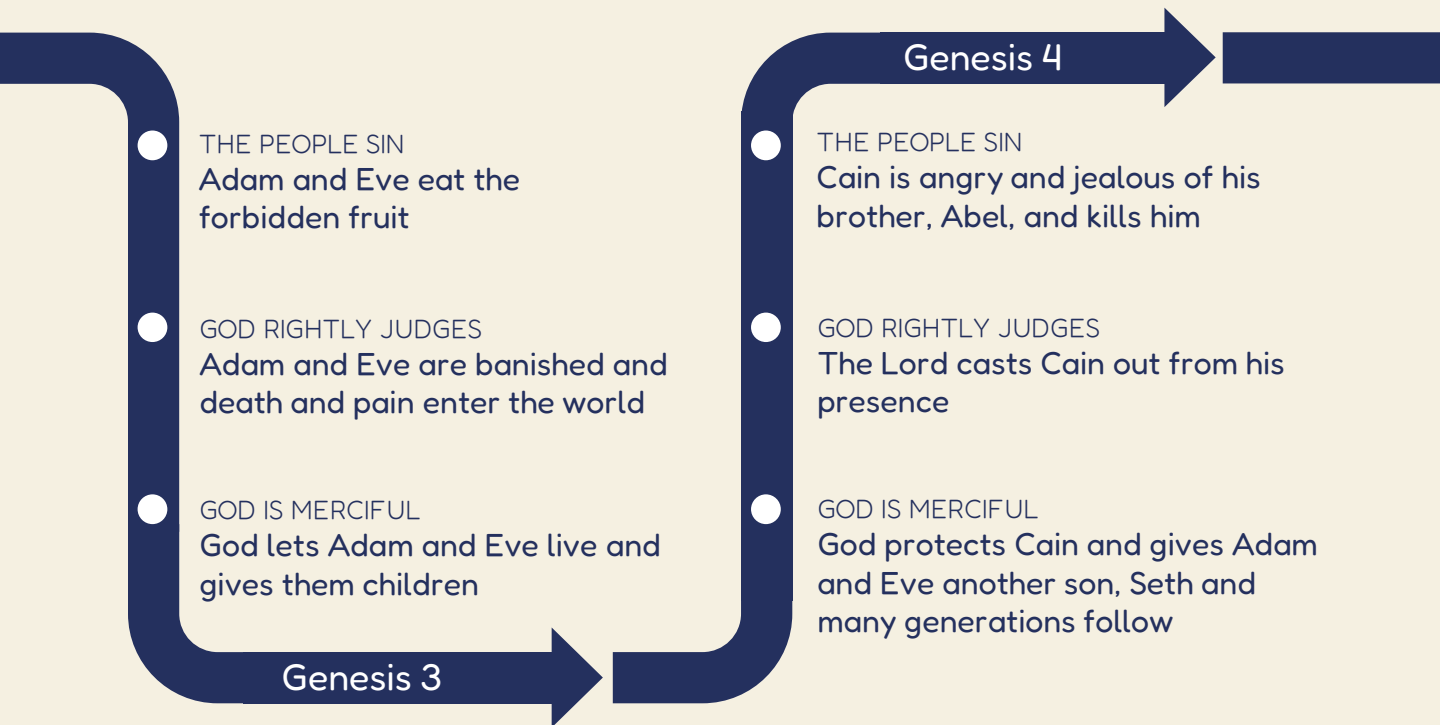 THE PEOPLE SIN
Adam and Eve eat the
forbidden fruit
GOD RIGHTLY JUDGES
Adam and Eve are banished and
death and pain enter the world
GOD IS MERCIFUL
God lets Adam and Eve live and
gives them children
Genesis 3
Genesis 4
THE PEOPLE SIN
Cain is angry and jealous of his
brother, Abel, and kills him
GOD RIGHTLY JUDGES
The Lord casts Cain out from his
presence
GOD IS MERCIFUL
God protects Cain and gives Adam
and Eve another son, Seth and
many generations follow